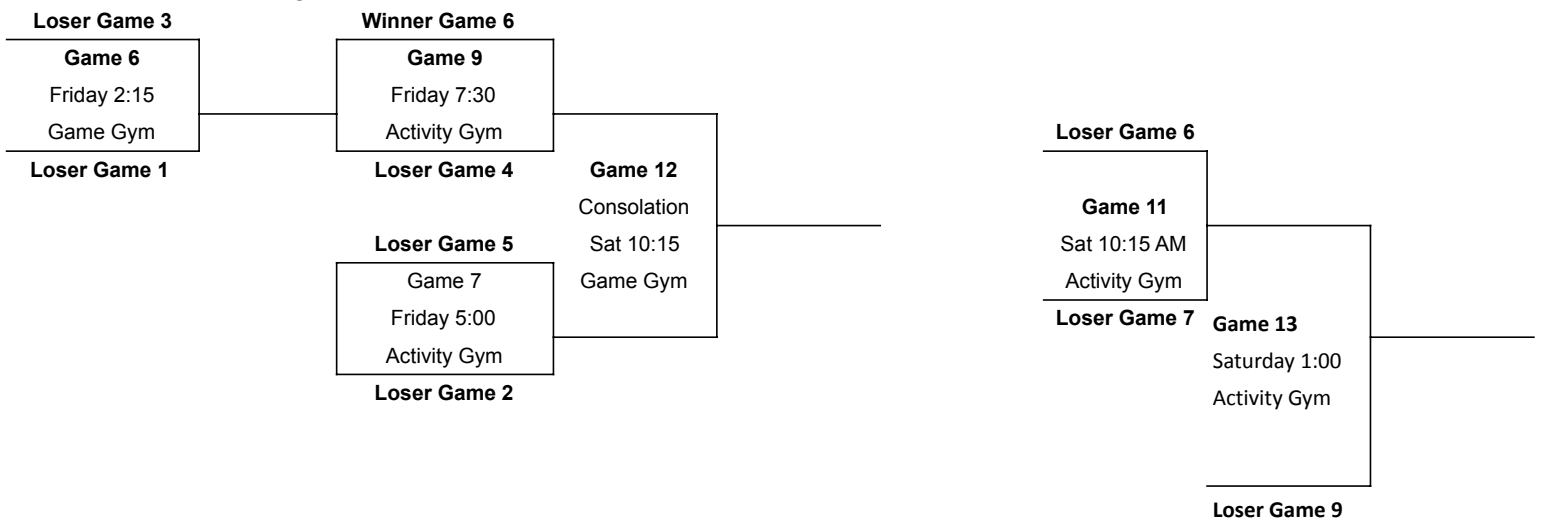 Loser Game 3
Game 6
Friday 2:15
Game Gym
Loser Game 1
Winner Game 6
Game 9
Friday 7:30
Activity Gym
Loser Game 4
Loser Game 5
Game 7
Friday 5:00
Activity Gym
Loser Game 2
Game 12
Consolation
Sat 10:15
Game Gym
Loser Game 6
Game 11
Sat 10:15 AM
Activity Gym
Loser Game 7
Game 13
Saturday 1:00
Activity Gym
Loser Game 9